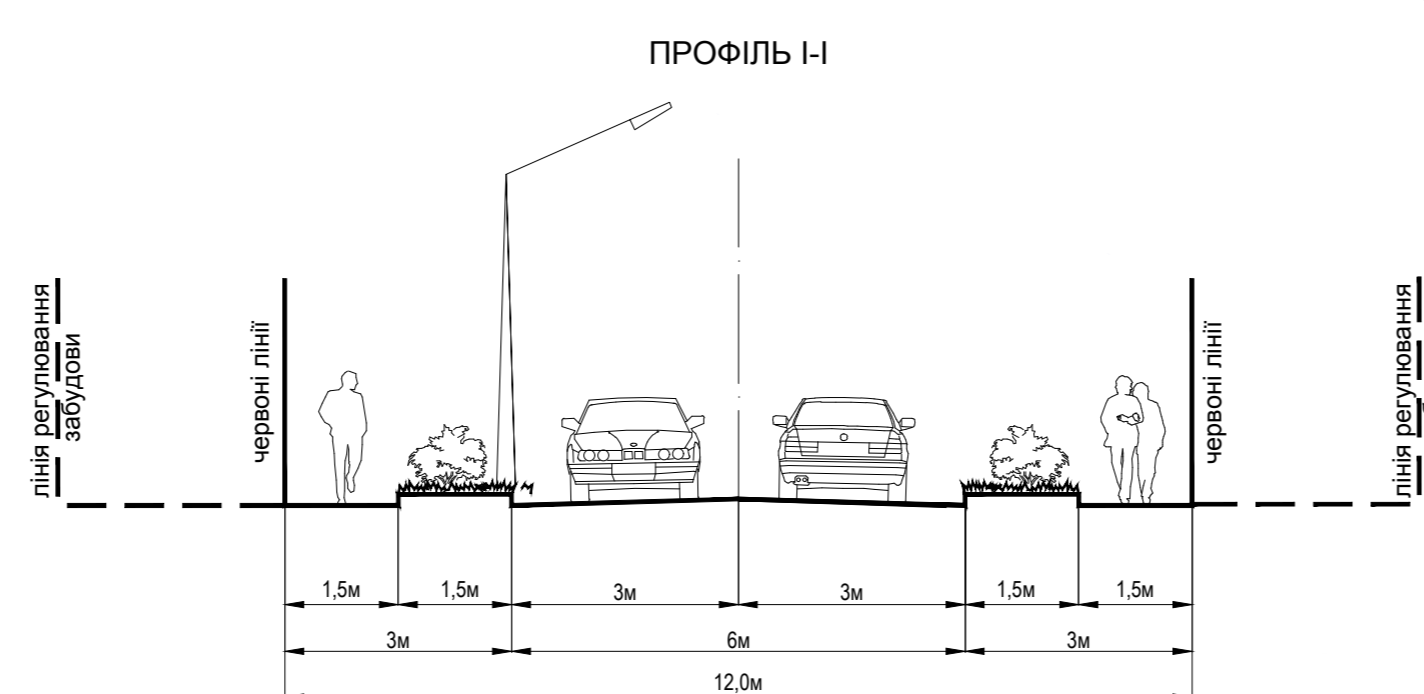 ПРОФІЛЬ І-І
лінія регулювання
забудови
червоні лінії
червоні лінії
лінія регулювання
1,5м
1,5м
3м
3м
1,5м
1,5м
3м
6м
3м
12,0м